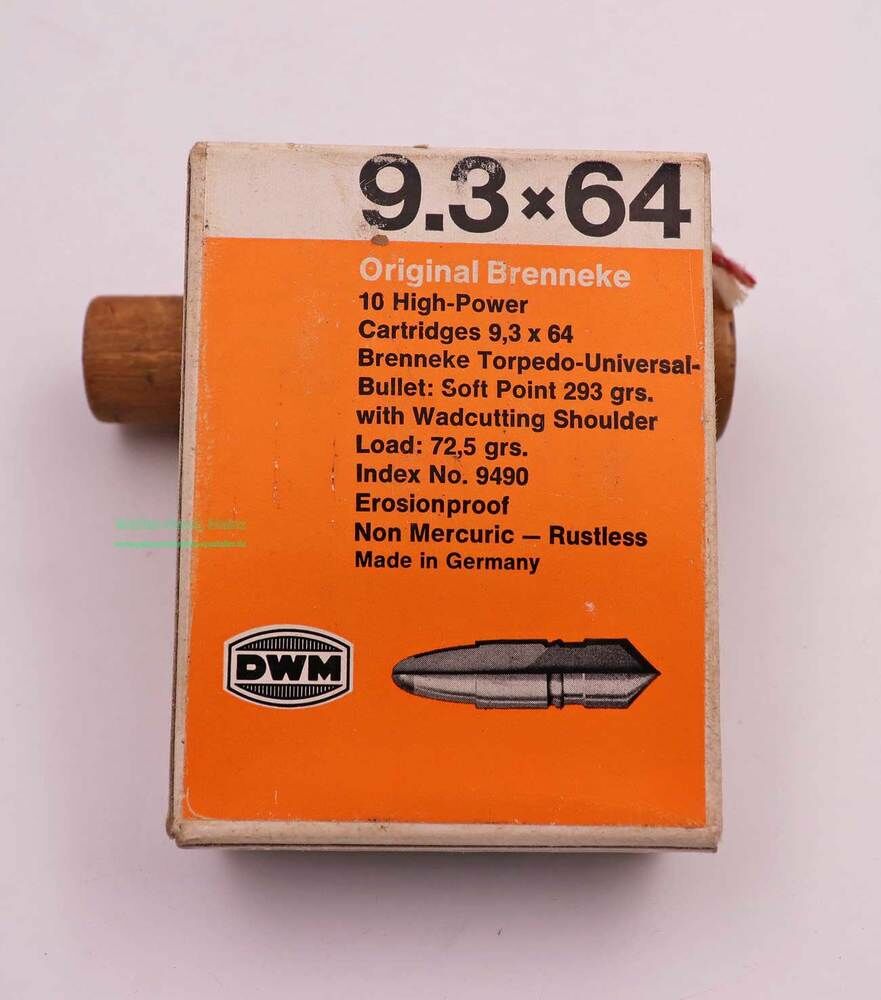 9.3×64
Original Brenneke
10 High-Power
Cartridges 9,3 x 64
Brenneke Torpedo-Universal-
Bullet: Soft Point 293 grs.
with Wadcutting Shoulder
Load: 72,5 grs.
Index No. 9490
Erosionproof
Non Mercuric – Rustless
Made in Germany
DWM